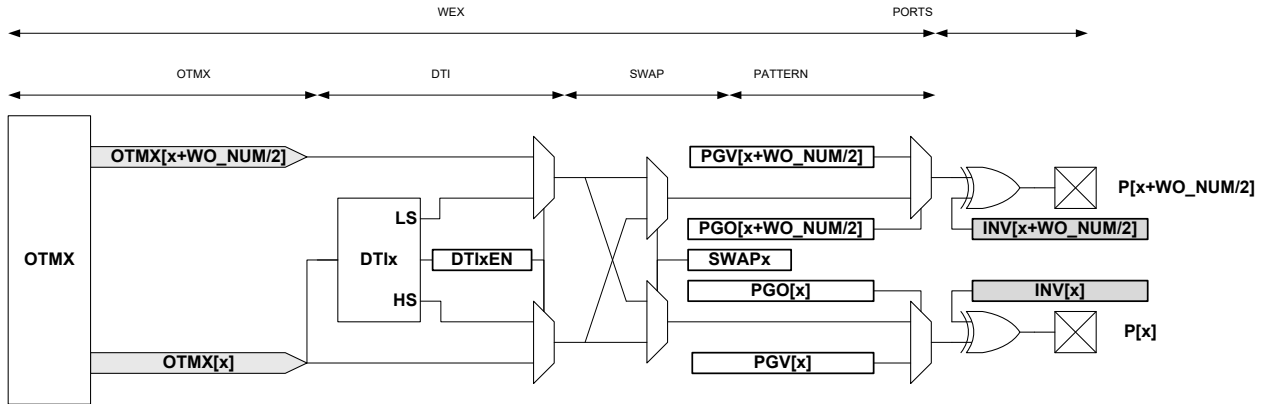 WEX PORTS
OTMX DTI SWAP PATTERN
OTMX[x+WO_NUM/2] PGV[x+WO_NUM/2]
P[x+WO_NUM/2]
LS PGO[x+WO_NUM/2] INV[x+WO_NUM/2]
OTMX DTIx DTIxEN SWAPx
HS PGO[x] INV[x]
P[x]
OTMX[x] PGV[x]